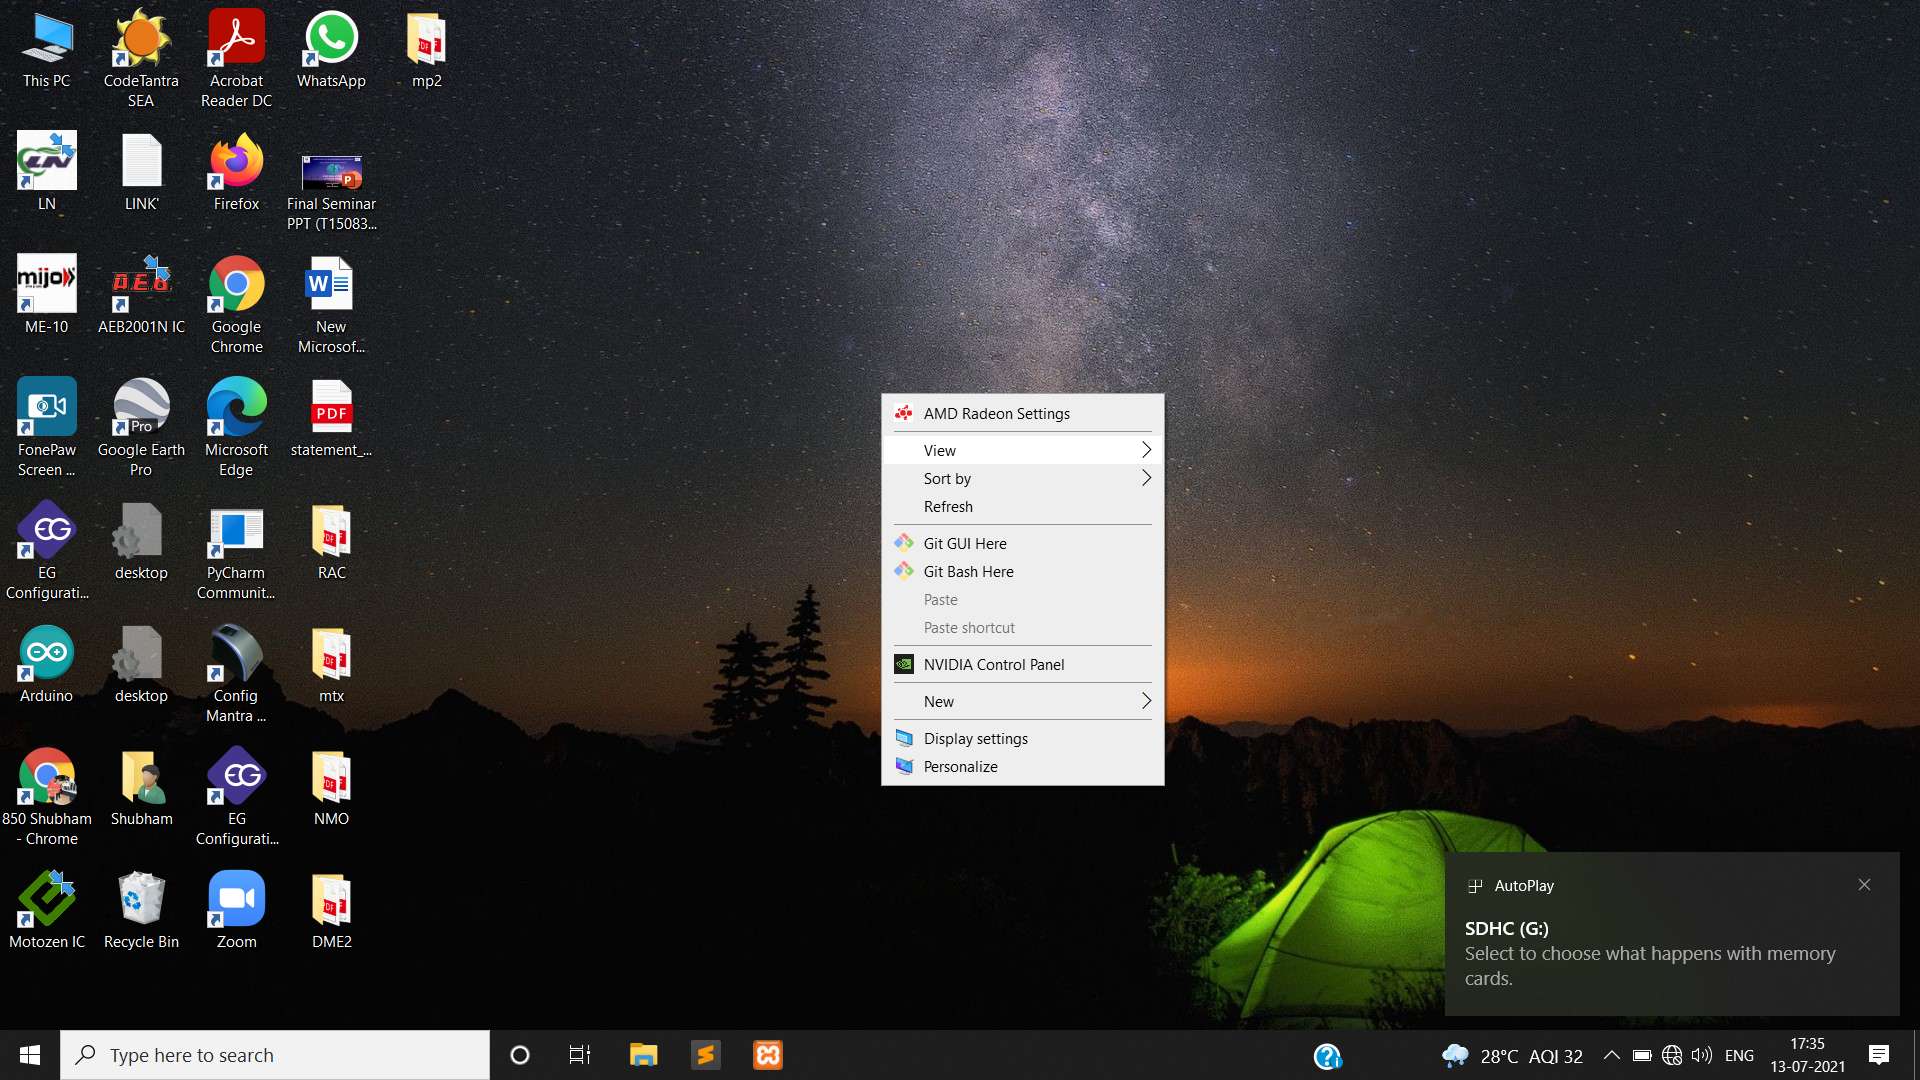 This PC
CodeTantra
SEA
Acrobat
Reader DC
WhatsApp
mp2
LN
LINK'
Firefox
Final Seminar
PPT (T15083...
mijo
ME-10
AEB
AEB2001N IC
Google
Chrome
New
Microsof...
FonePaw
Screen ...
Pro
Google Earth
Pro
Microsoft
Edge
PDF
statement_...
EG
EG
Configurati...
desktop
PyCharm
Communit...
RAC
Arduino
desktop
Config
Mantra ...
mtx
850 Shubham
- Chrome
Shubham
EG
EG
Configurati...
NMO
Motozen IC
Recycle Bin
Zoom
DME2
AMD Radeon Settings
View
Sort by
Refresh
Git GUI Here
Git Bash Here
Paste
Paste shortcut
NVIDIA Control Panel
New
Display settings
Personalize
AutoPlay
SDHC (G:)
Select to choose what happens with memory
cards.
Type here to search
28°C AQI 32
ENG
17:35
13-07-2021